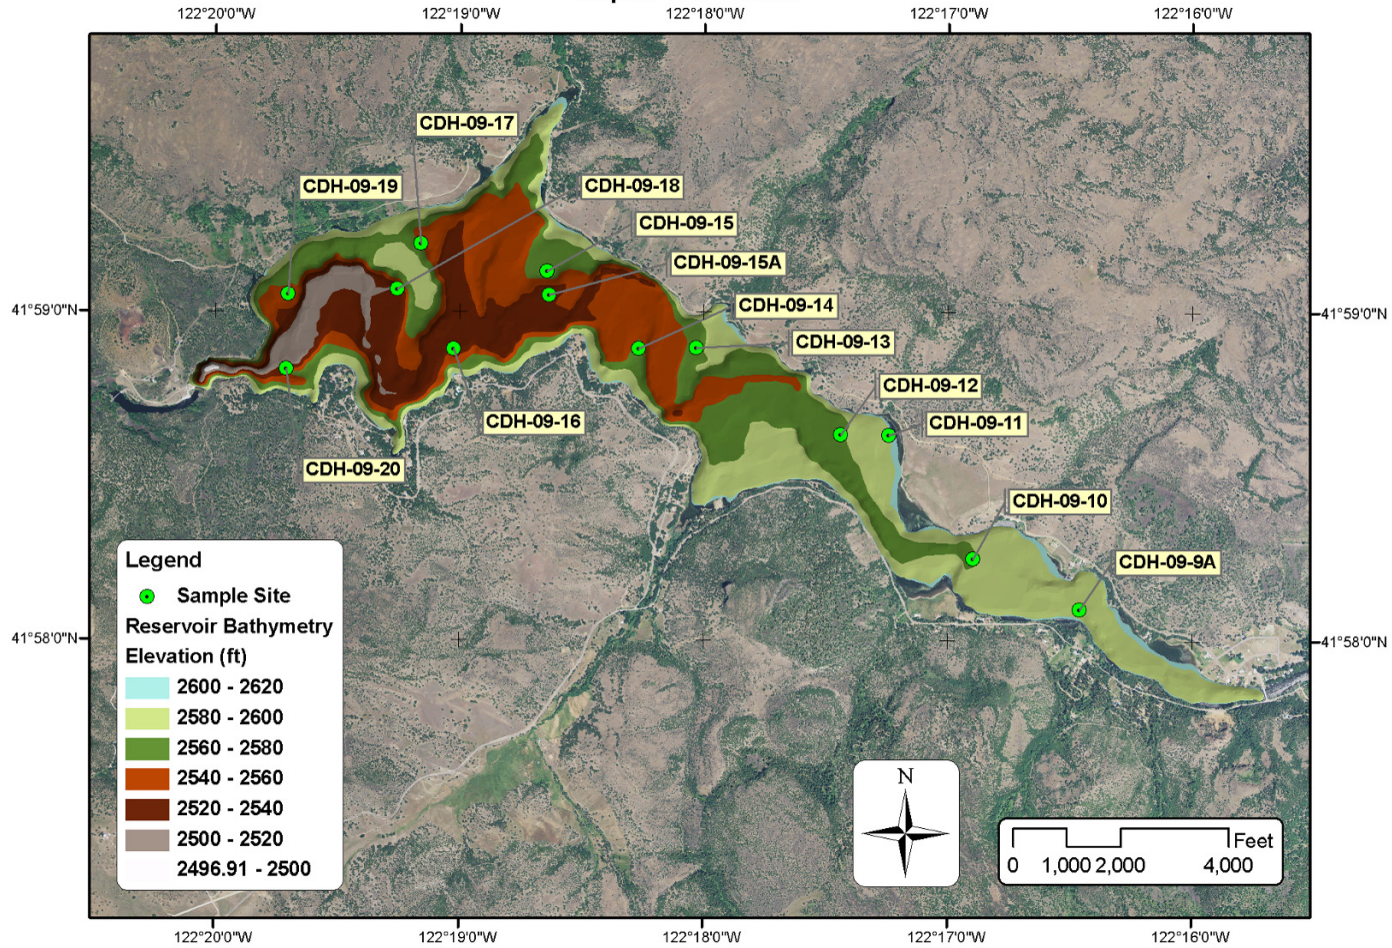 122°20'0"W 122°19'0"W 122°18'0"W 122°17'0"W 122°16'0"W
CDH-09-17
CDH-09-19
CDH-09-18
CDH-09-15
CDH-09-15A
CDH-09-14
41°59'0"N
41°59'0"N
CDH-09-13
CDH-09-12
CDH-09-16
CDH-09-11
CDH-09-20
CDH-09-10
CDH-09-9A
41°58'0"N
41°58'0"N
Legend
Sample Site
Reservoir Bathymetry
Elevation (ft)
2600 - 2620
2580 - 2600
2560 - 2580
2540 - 2560
2520 - 2540
2500 - 2520
2496.91 - 2500
N
Feet
0 1,000 2,000 4,000
122°20'0"W 122°19'0"W 122°18'0"W 122°17'0"W 122°16'0"W